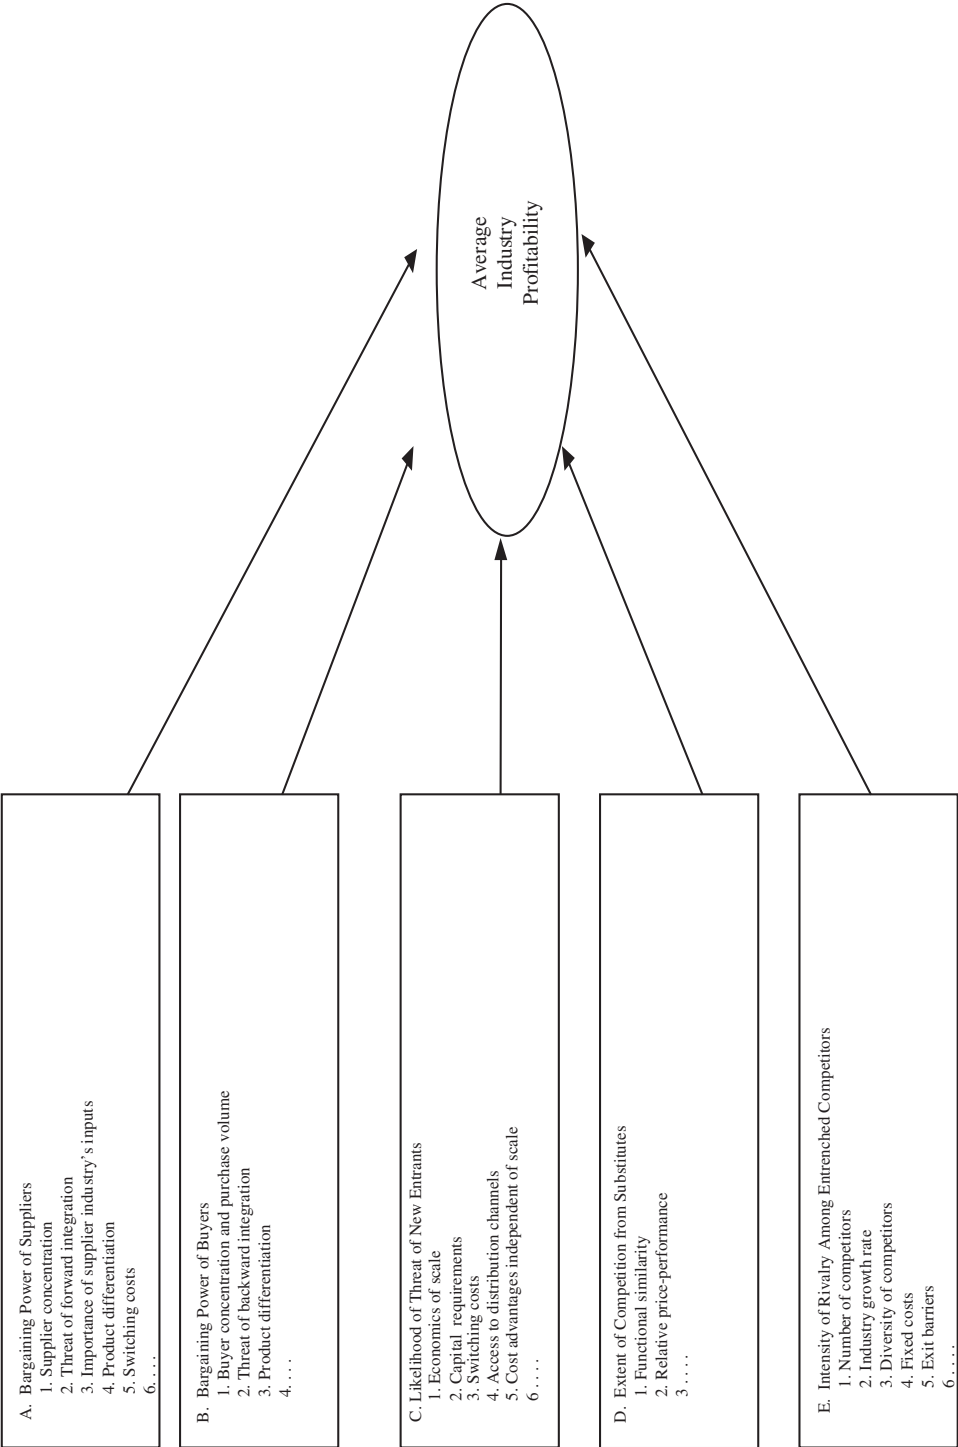 A. Bargaining Power of Suppliers
1. Supplier concentration
2. Threat of forward integration
3. Importance of supplier industry's inputs
4. Product differentiation
5. Switching costs
6. . . .
B. Bargaining Power of Buyers
1. Buyer concentration and purchase volume
2. Threat of backward integration
3. Product differentiation
4. . . .
C. Likelihood of Threat of New Entrants
1. Economics of scale
2. Capital requirements
3. Switching costs
4. Access to distribution channels
5. Cost advantages independent of scale
6 . . . .
D. Extent of Competition from Substitutes
1. Functional similarity
2. Relative price-performance
3 . . . .
E. Intensity of Rivalry Among Entrenched Competitors
1. Number of competitors
2. Industry growth rate
3. Diversity of competitors
4. Fixed costs
5. Exit barriers
6 . . . .
Average
Industry
Profitability